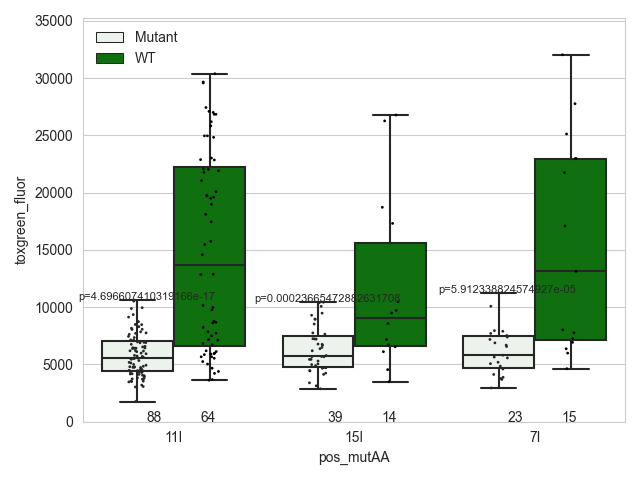 35000
Mutant
WT
30000
25000
20000
15000
10000
5000
0
toxgreen_fluor
p=4.696607410319166e-17
p=0.00023665472882631708
p=5.912338824574927e-05
88 64 39 14 23 15
11I 15I 7I
pos_mutAA